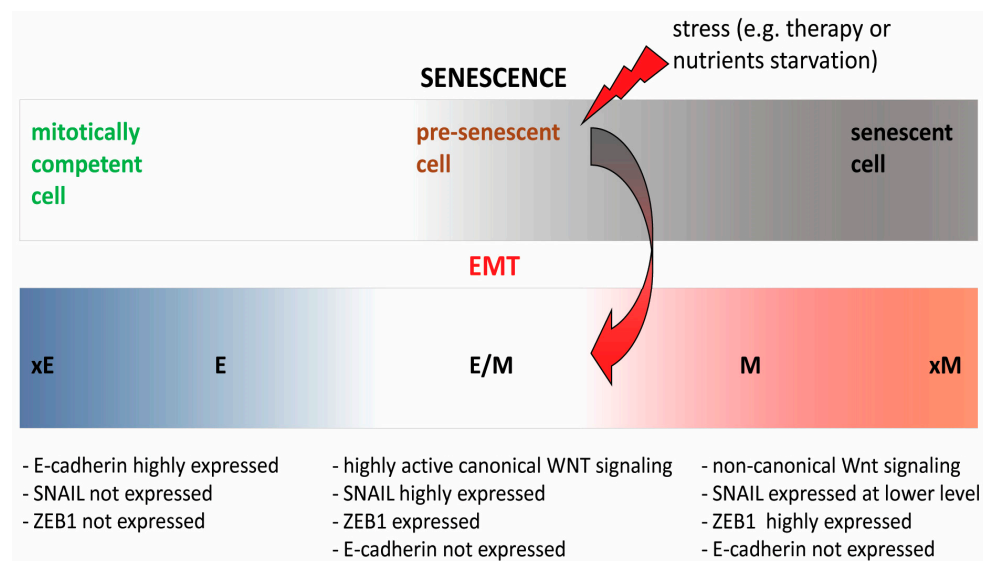 stress (e.g. therapy or
nutrients starvation)
SENESCENCE
mitotically
competent
cell
pre-senescent
cell
senescent
cell
EMT
xE
E
E/M
M
xM
- E-cadherin highly expressed
- SNAIL not expressed
- ZEB1 not expressed
- highly active canonical WNT signaling
- SNAIL highly expressed
- ZEB1 expressed
- E-cadherin not expressed
- non-canonical Wnt signaling
- SNAIL expressed at lower level
- ZEB1  highly expressed
- E-cadherin not expressed